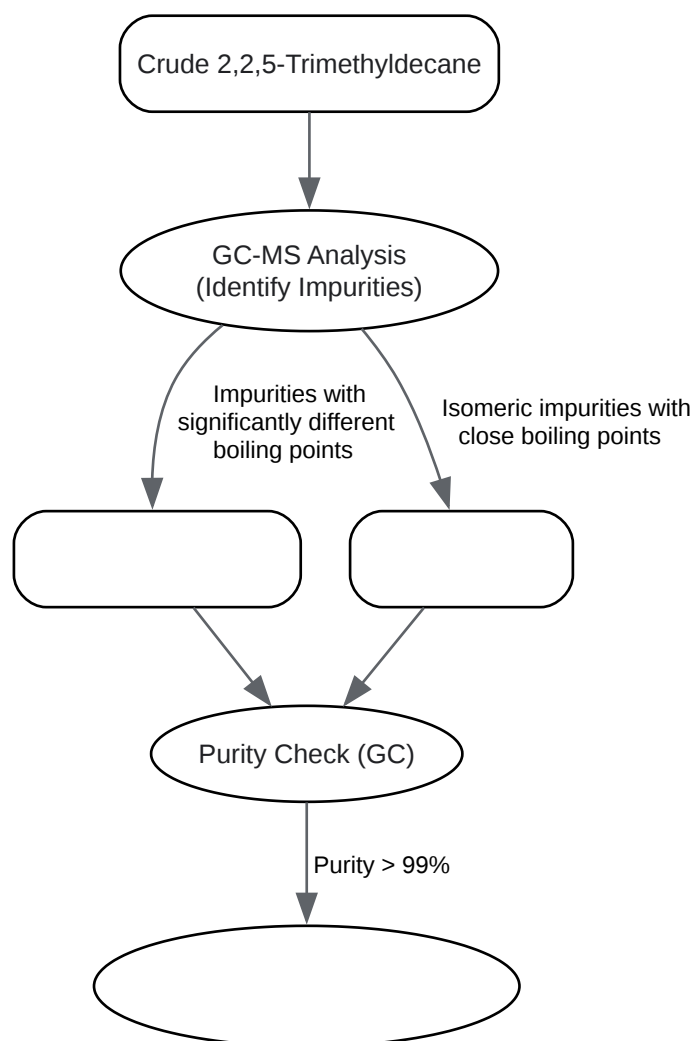 Crude 2,2,5-Trimethyldecane
GC-MS Analysis
(Identify Impurities)
Impurities with
significantly different
boiling points
Isomeric impurities with
close boiling points
Purity Check (GC)
Purity > 99%